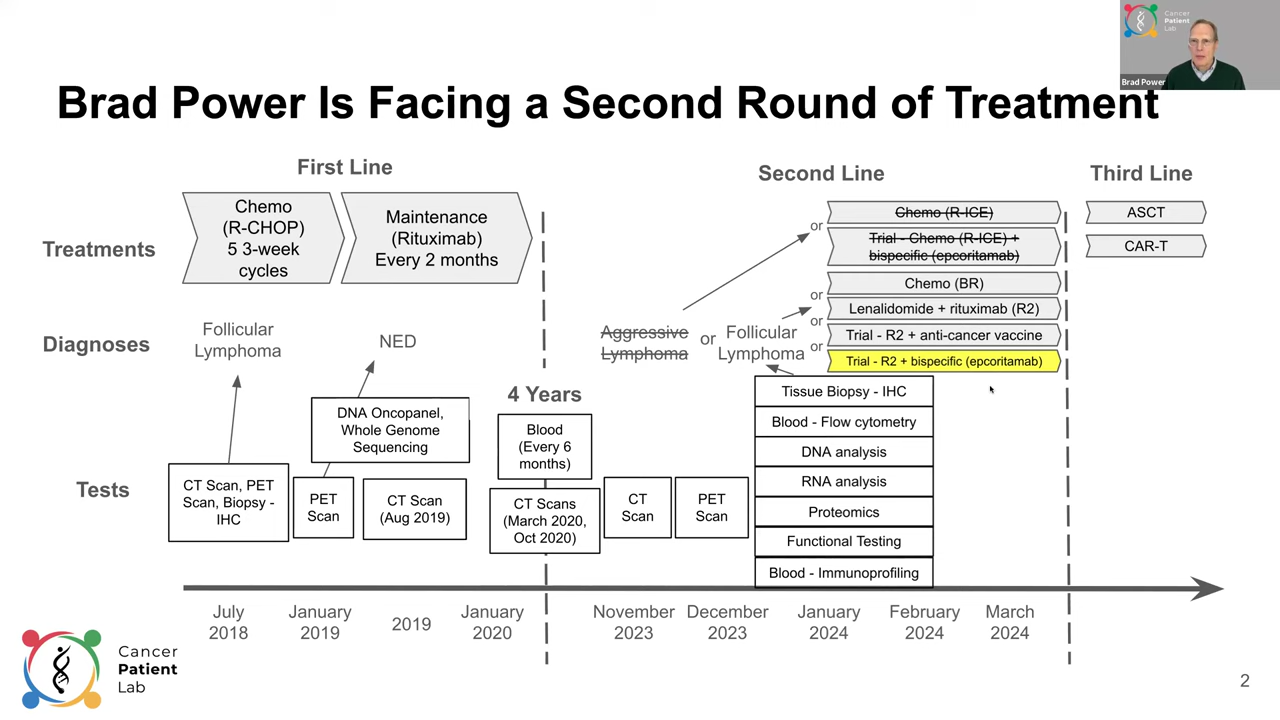 Cancer
Patient
Lab
Brad Power
Brad Power Is Facing a Second Round of Treatment
First Line
Second Line
Third Line
Treatments
Chemo
(R-CHOP)
5 3-week
cycles
Maintenance
(Rituximab)
Every 2 months
or
Chemo (R-ICE)
Trial - Chemo (R-ICE) +
bispecific (epcoritamab)
or
Chemo (BR)
or
Lenalidomide + rituximab (R2)
or
Trial - R2 + anti-cancer vaccine
Trial - R2 + bispecific (epcoritamab)
ASCT
CAR-T
Diagnoses
Follicular
Lymphoma
NED
Aggressive
Lymphoma
or
Follicular
Lymphoma
4 Years
Tests
CT Scan, PET
Scan, Biopsy -
IHC
DNA Oncopanel,
Whole Genome
Sequencing
PET
Scan
CT Scan
(Aug 2019)
Blood
(Every 6
months)
CT Scans
(March 2020,
Oct 2020)
CT
Scan
PET
Scan
Tissue Biopsy - IHC
Blood - Flow cytometry
DNA analysis
RNA analysis
Proteomics
Functional Testing
Blood - Immunoprofiling
July
2018
January
2019
2019
January
2020
November
2023
December
2023
January
2024
February
2024
March
2024
Cancer
Patient
Lab
2